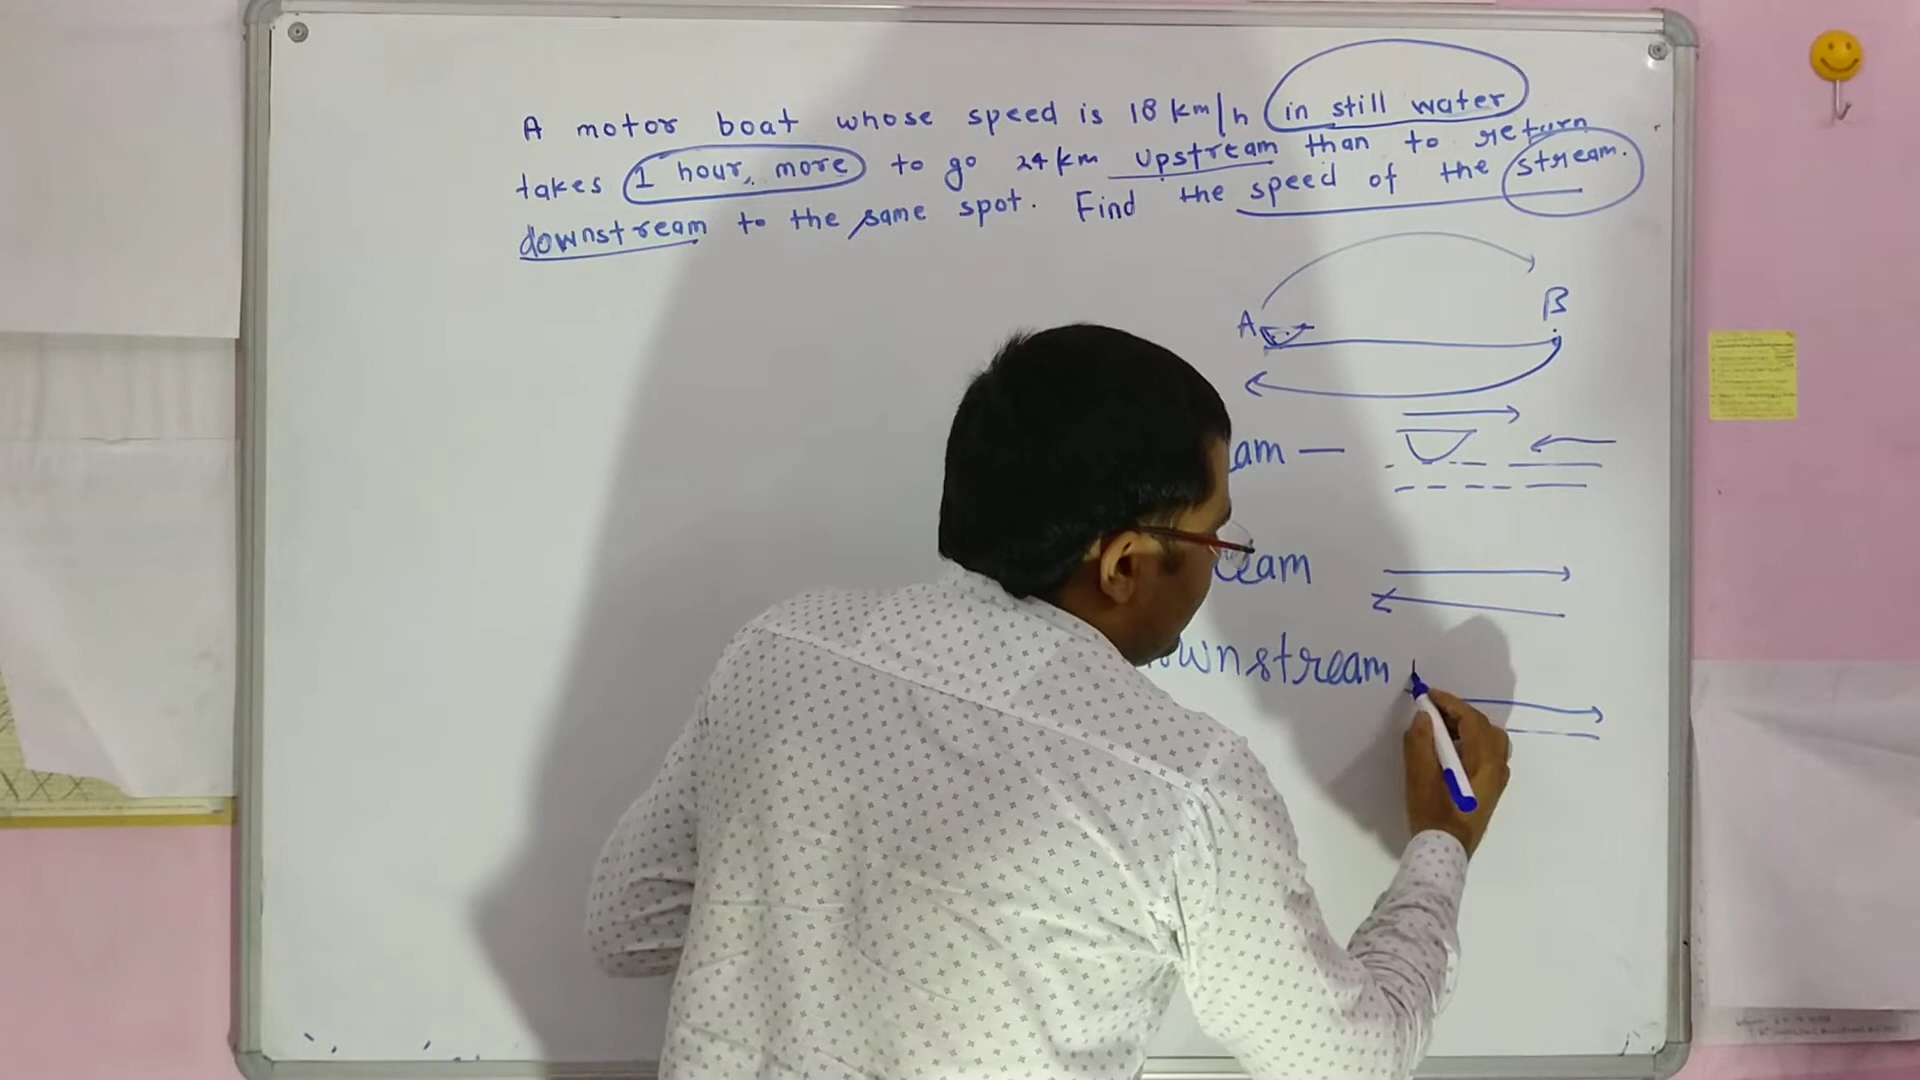 A motor boat whose speed is 18 km/h in still water
takes 1 hour, more to go 24 km upstream than to return
downstream to the same spot. Find the speed of the stream.
A B
am —
eam
ownstream